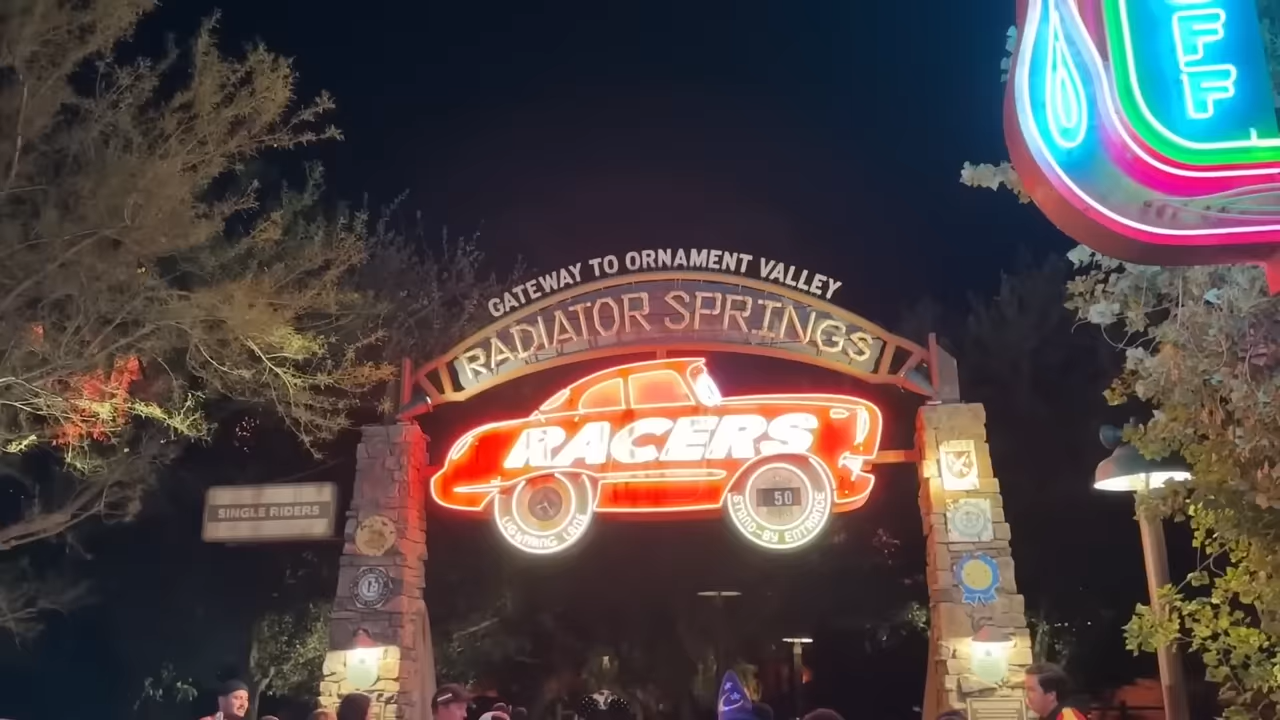 FF
GATEWAY TO ORNAMENT VALLEY
RADIATOR SPRINGS
RACERS
SINGLE RIDERS
50
LIGHTNING LANE
STAND-BY ENTRANCE